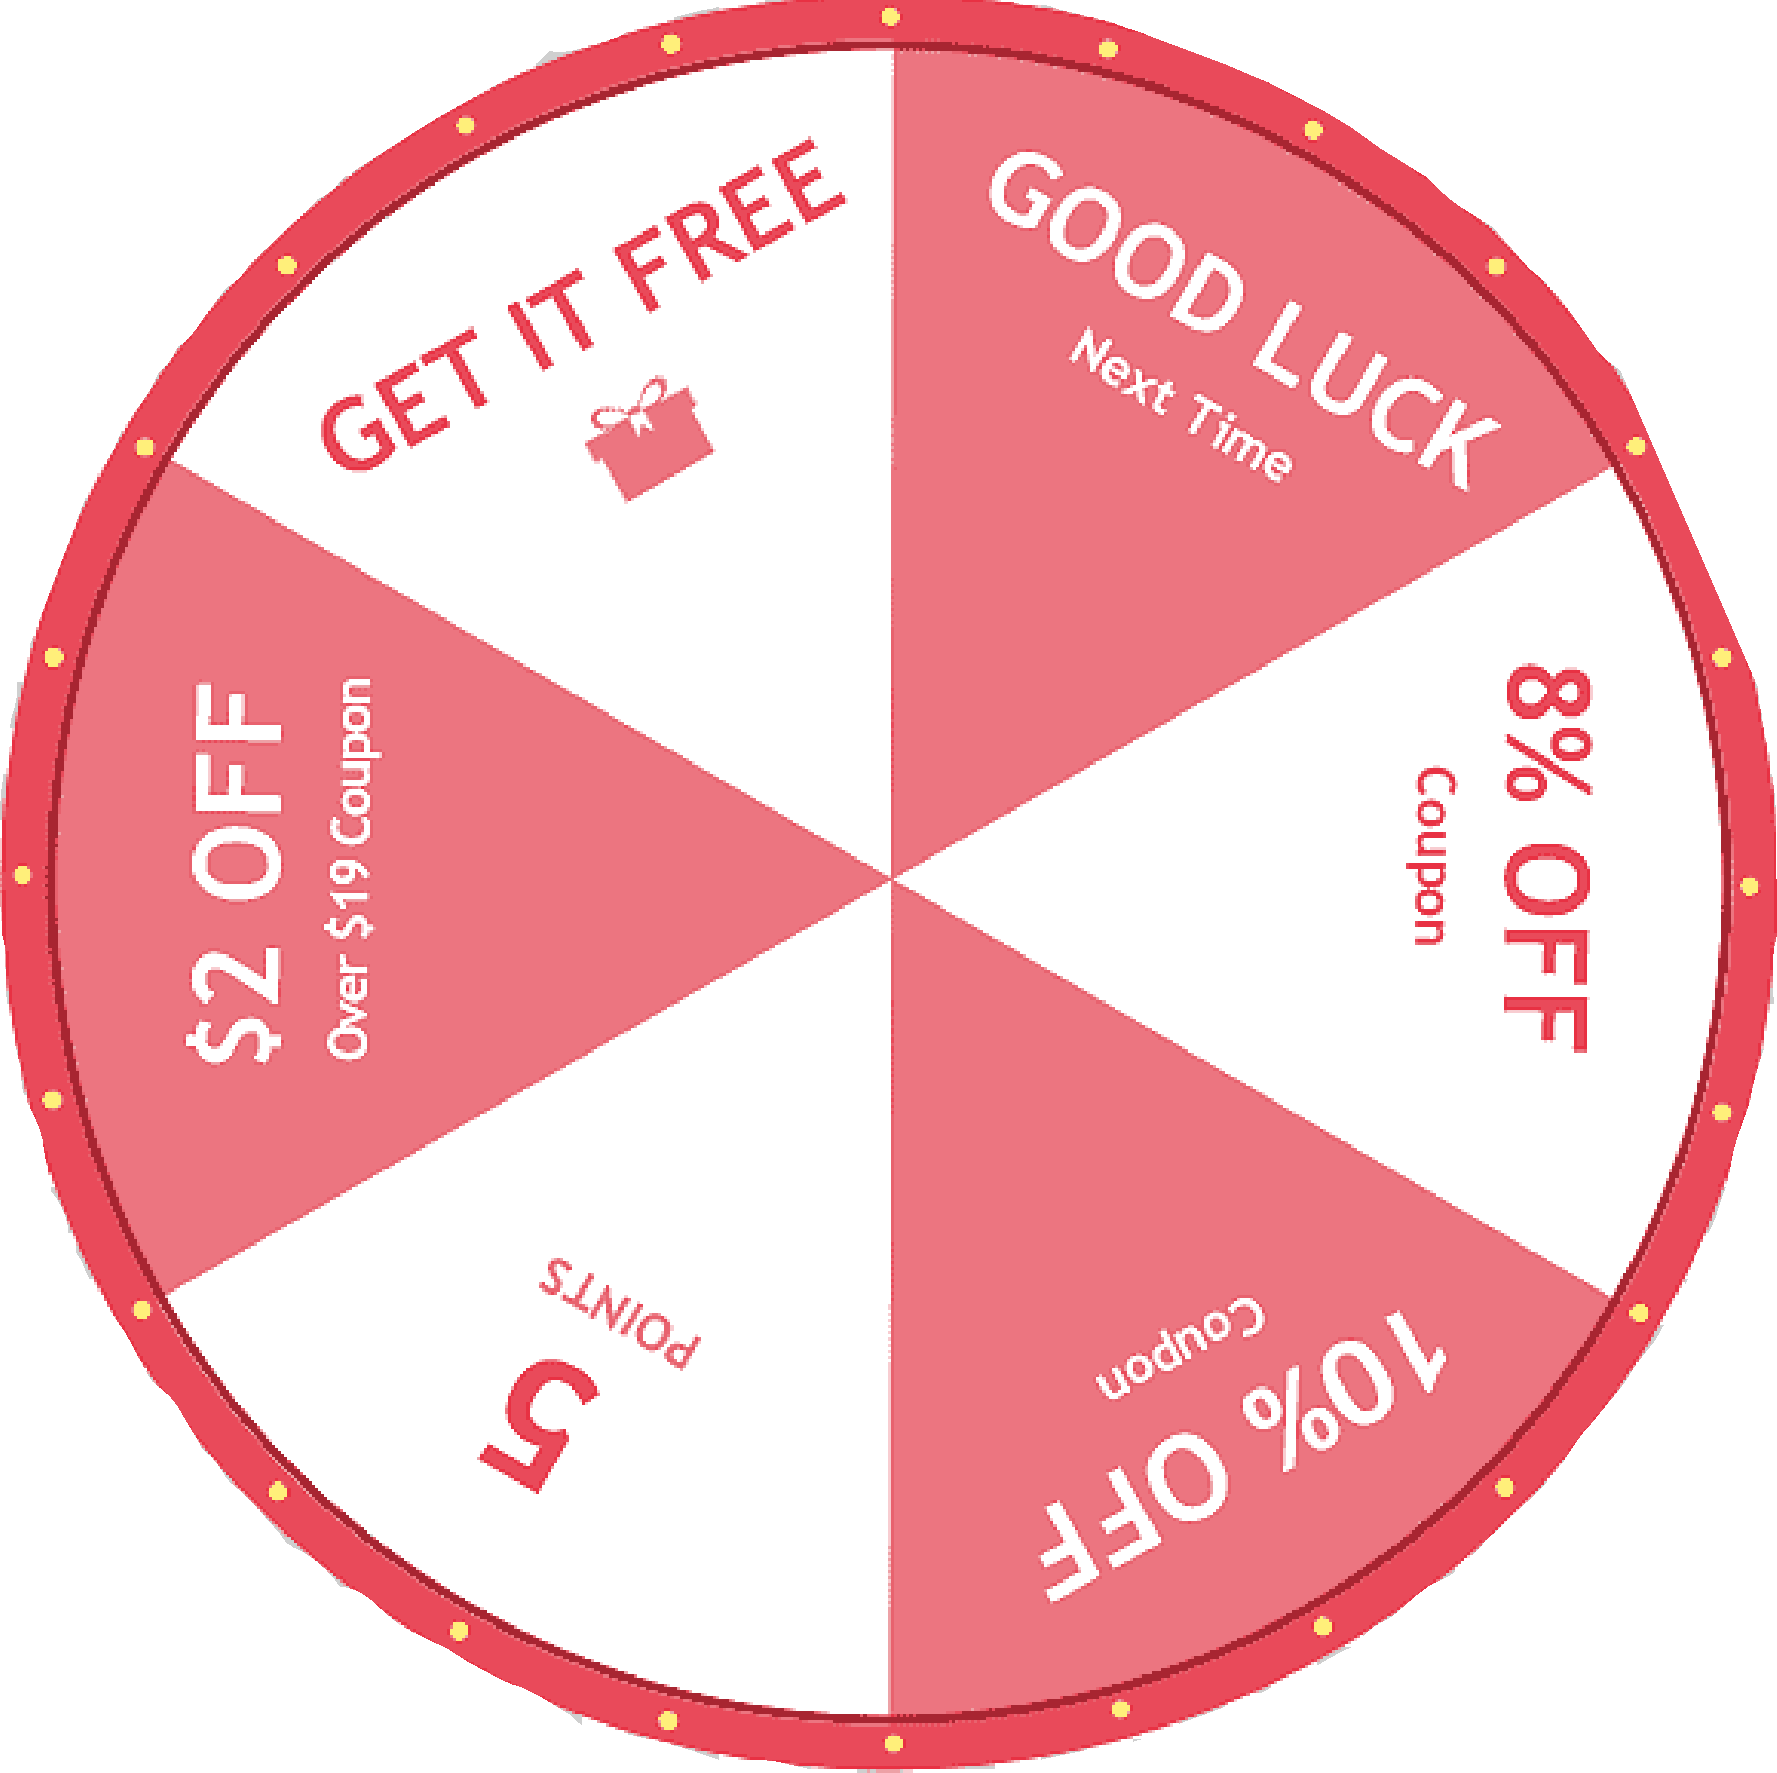 GET IT FREE
GOOD LUCK
Next Time
8% OFF
Coupon
10% OFF
Coupon
5
POINTS
$2 OFF
Over $19 Coupon